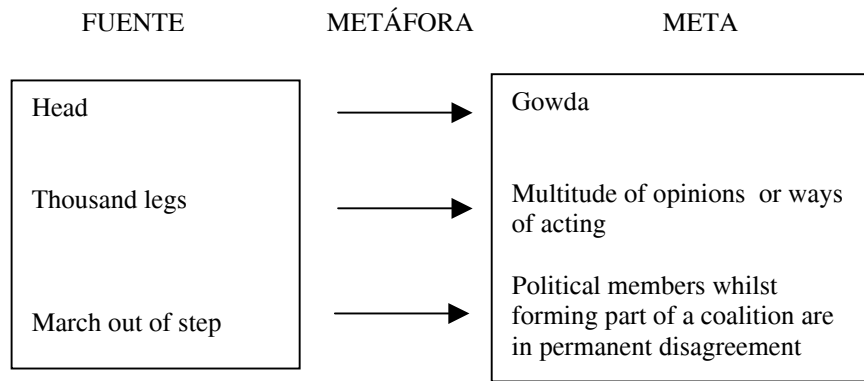 FUENTE METÁFORA META
Head
Gowda
Thousand legs
Multitude of opinions or ways
of acting
March out of step
Political members whilst
forming part of a coalition are
in permanent disagreement